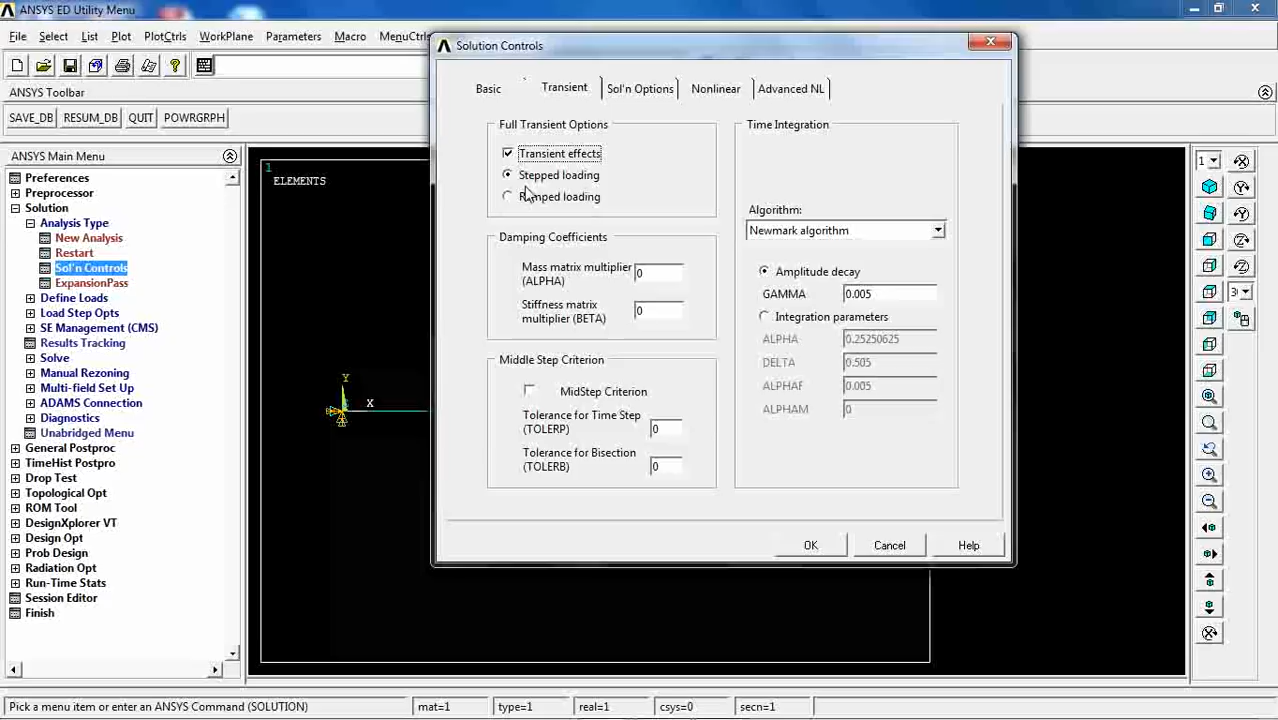 ANSYS ED Utility Menu
File Select List Plot PlotCtrls WorkPlane Parameters Macro MenuCtrls
Solution Controls
ANSYS Toolbar
SAVE_DB RESUM_DB QUIT POWRGRPH
ANSYS Main Menu
Preferences
Preprocessor
Solution
Analysis Type
New Analysis
Restart
Sol'n Controls
ExpansionPass
Define Loads
Load Step Opts
SE Management (CMS)
Results Tracking
Solve
Manual Rezoning
Multi-field Set Up
ADAMS Connection
Diagnostics
Unabridged Menu
General Postproc
TimeHist Postpro
Drop Test
Topological Opt
ROM Tool
DesignXplorer VT
Design Opt
Prob Design
Radiation Opt
Run-Time Stats
Session Editor
Finish
1
ELEMENTS
Y
X
Basic Transient Sol'n Options Nonlinear Advanced NL
Full Transient Options
Transient effects
Stepped loading
Ramped loading
Damping Coefficients
Mass matrix multiplier
(ALPHA) 0
Stiffness matrix
multiplier (BETA) 0
Middle Step Criterion
MidStep Criterion
Tolerance for Time Step
(TOLERP) 0
Tolerance for Bisection
(TOLERB) 0
Time Integration
Algorithm:
Newmark algorithm
Amplitude decay
GAMMA 0.005
Integration parameters
ALPHA 0.25250625
DELTA 0.505
ALPHAF 0.005
ALPHAM 0
OK Cancel Help
1
Pick a menu item or enter an ANSYS Command (SOLUTION) mat=1 type=1 real=1 csys=0 secn=1